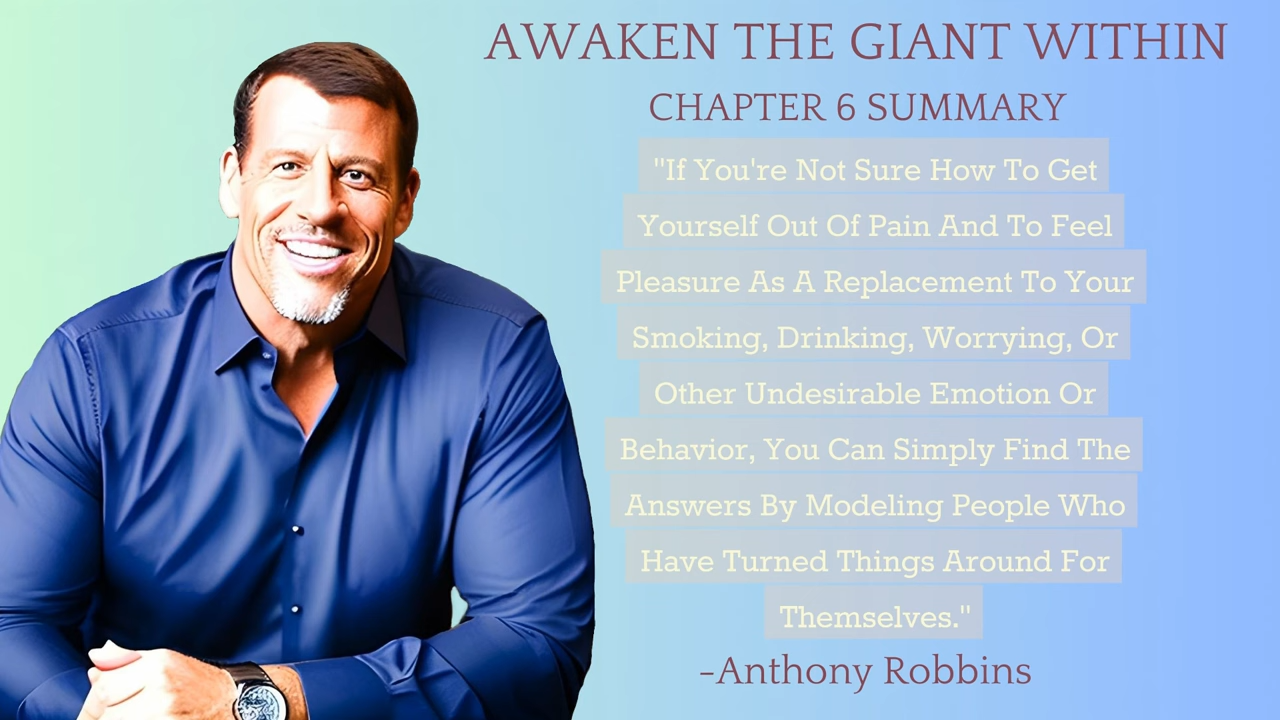 AWAKEN THE GIANT WITHIN
CHAPTER 6 SUMMARY
"If You're Not Sure How To Get
Yourself Out Of Pain And To Feel
Pleasure As A Replacement To Your
Smoking, Drinking, Worrying, Or
Other Undesirable Emotion Or
Behavior, You Can Simply Find The
Answers By Modeling People Who
Have Turned Things Around For
Themselves."
-Anthony Robbins